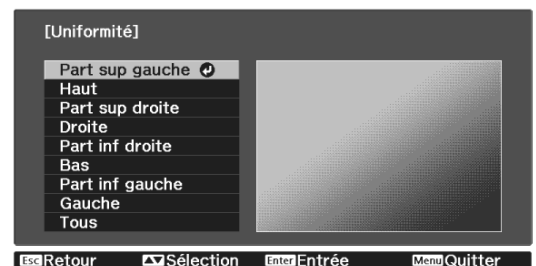 [Uniformité]
Part sup gauche
Haut
Part sup droite
Droite
Part inf droite
Bas
Part inf gauche
Gauche
Tous
Esc Retour ▲▼ Sélection Enter Entrée Menu Quitter